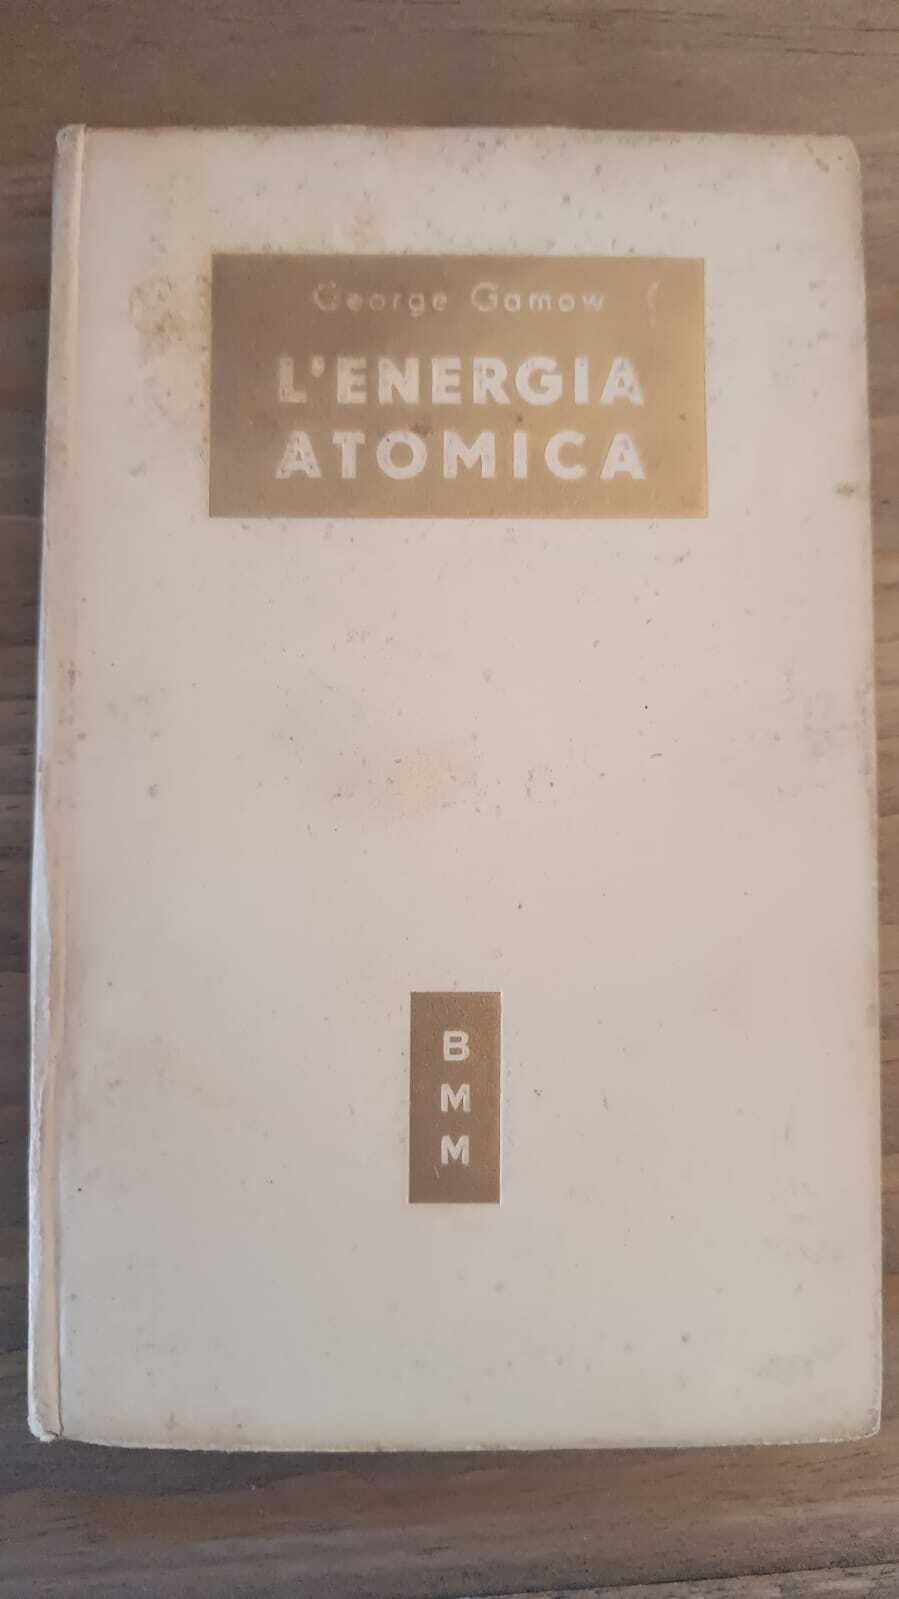 George Gamow
L'ENERGIA
ATOMICA
B
M
M